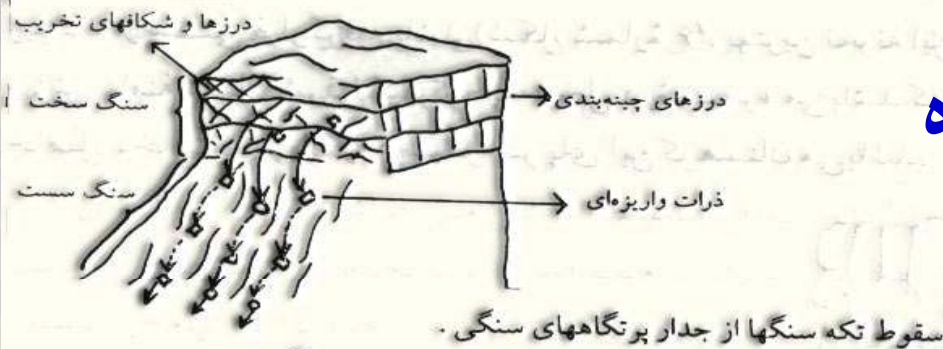 درزها و شکافهای تخریب
سنگ سخت
درزهای چینه‌بندی
سنگ سست
ذرات واریزه‌ای
سقوط تکه سنگها از جدار پرتگاههای سنگی .